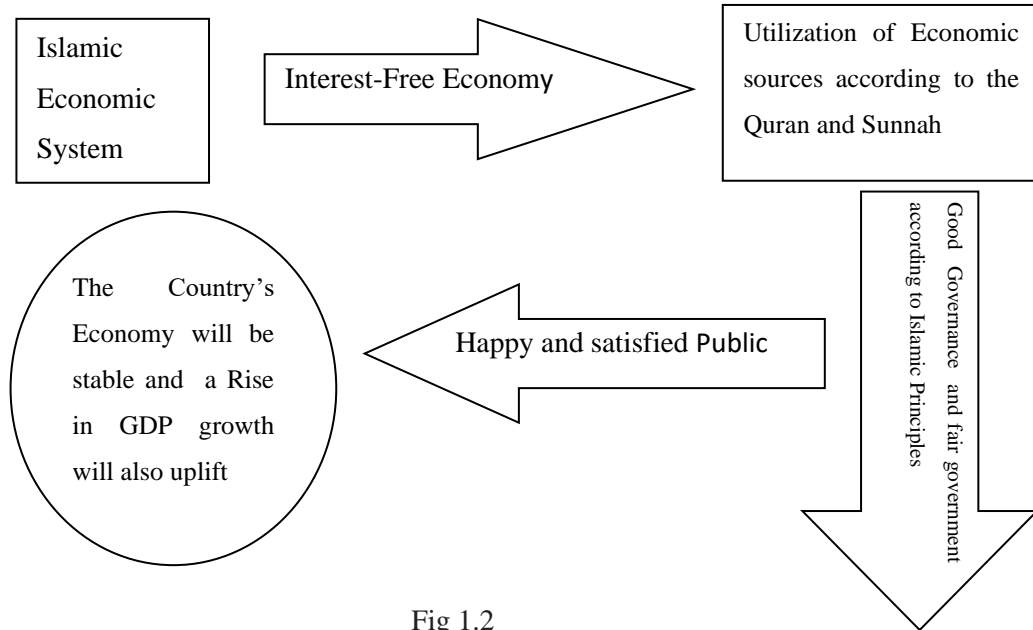 Islamic
Economic
System
Interest-Free Economy
Utilization of Economic
sources according to the
Quran and Sunnah
Good Governance and fair government
according to Islamic Principles
Happy and satisfied Public
The Country’s
Economy will be
stable and a Rise
in GDP growth
will also uplift
Fig 1.2